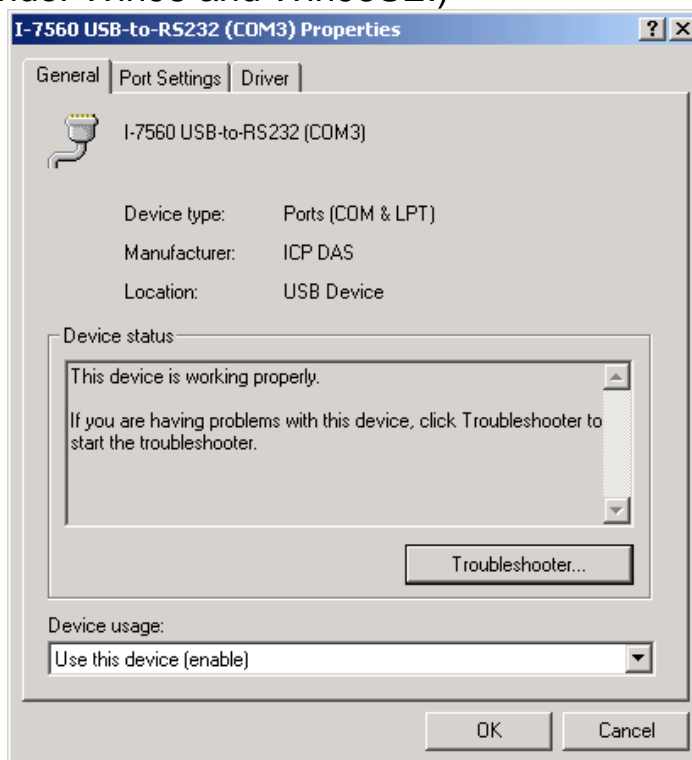 I-7560 USB-to-RS232 (COM3) Properties
General Port Settings Driver
I-7560 USB-to-RS232 (COM3)
Device type: Ports (COM & LPT)
Manufacturer: ICP DAS
Location: USB Device
Device status
This device is working properly.
If you are having problems with this device, click Troubleshooter to
start the troubleshooter.
Troubleshooter...
Device usage:
Use this device (enable)
OK Cancel